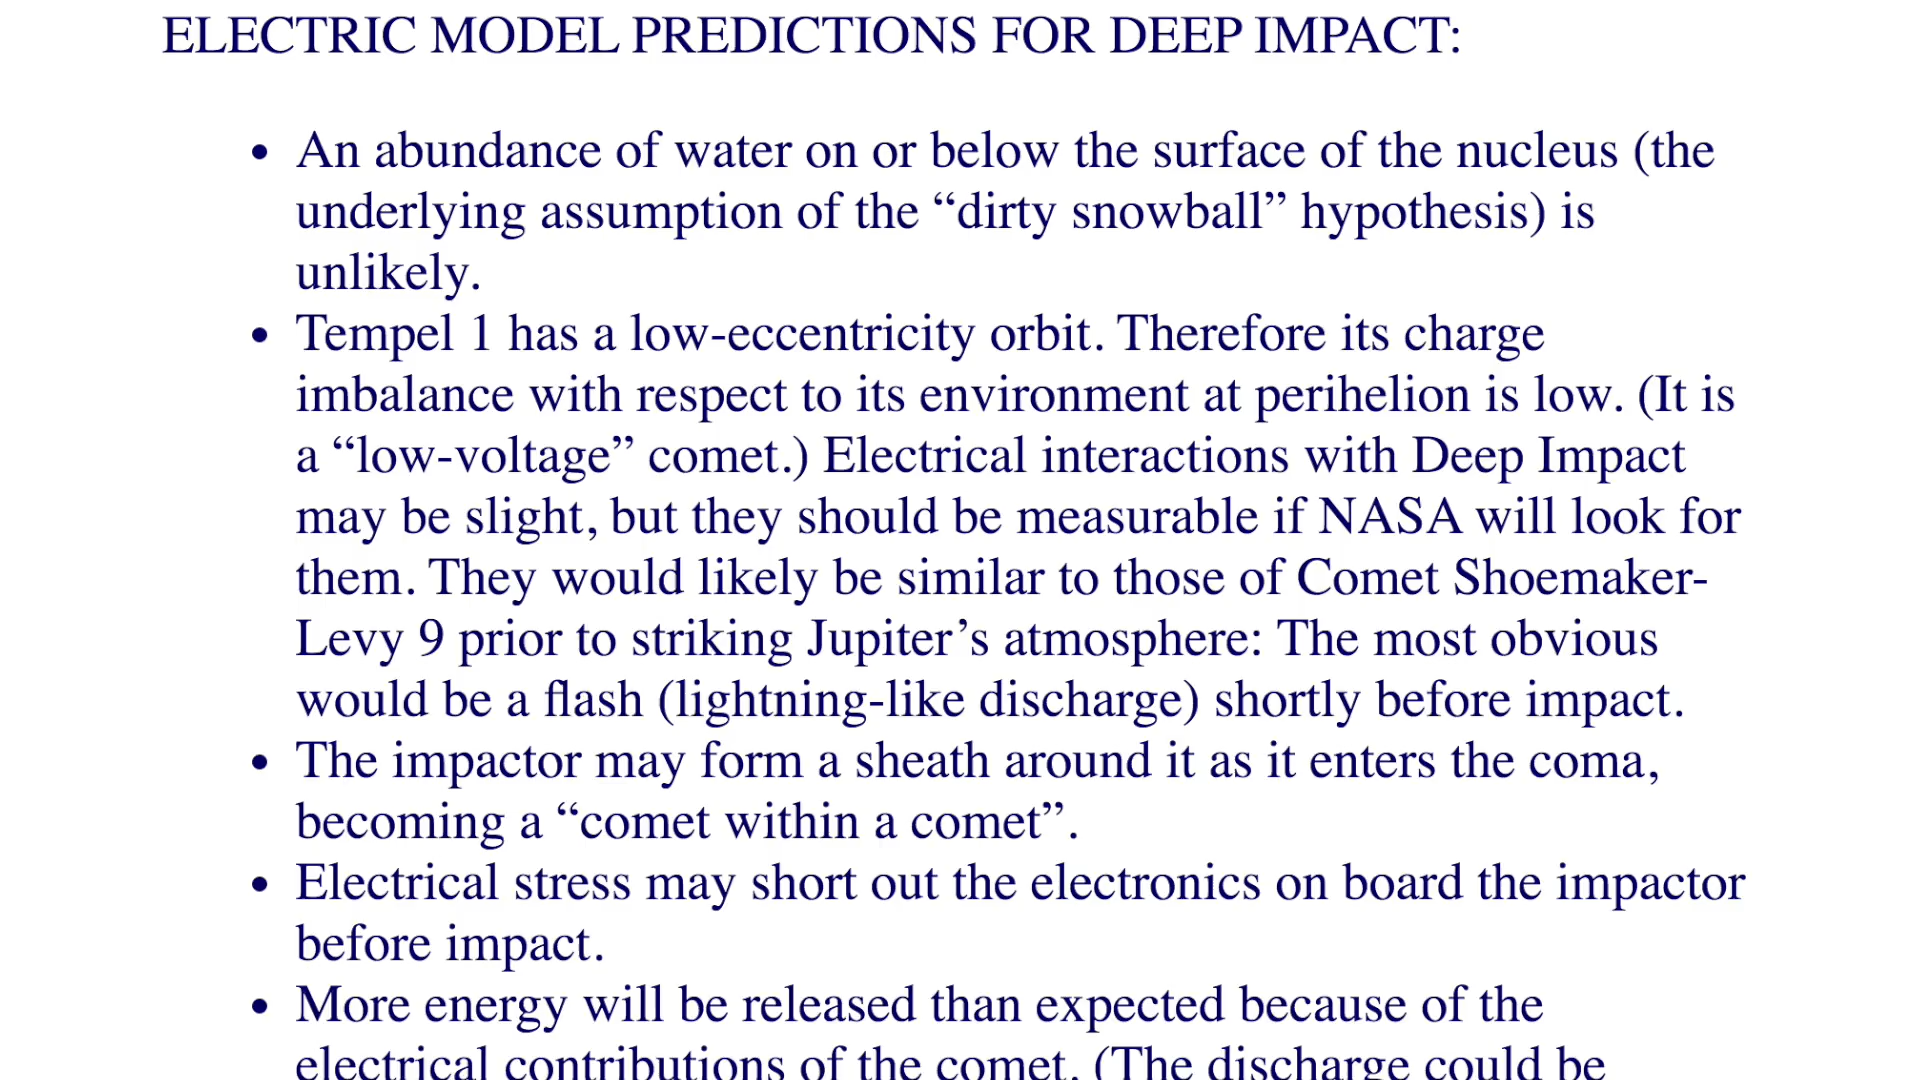 ELECTRIC MODEL PREDICTIONS FOR DEEP IMPACT:
• An abundance of water on or below the surface of the nucleus (the
underlying assumption of the “dirty snowball” hypothesis) is
unlikely.
• Tempel 1 has a low-eccentricity orbit. Therefore its charge
imbalance with respect to its environment at perihelion is low. (It is
a “low-voltage” comet.) Electrical interactions with Deep Impact
may be slight, but they should be measurable if NASA will look for
them. They would likely be similar to those of Comet Shoemaker-
Levy 9 prior to striking Jupiter’s atmosphere: The most obvious
would be a flash (lightning-like discharge) shortly before impact.
• The impactor may form a sheath around it as it enters the coma,
becoming a “comet within a comet”.
• Electrical stress may short out the electronics on board the impactor
before impact.
• More energy will be released than expected because of the
electrical contributions of the comet. (The discharge could be